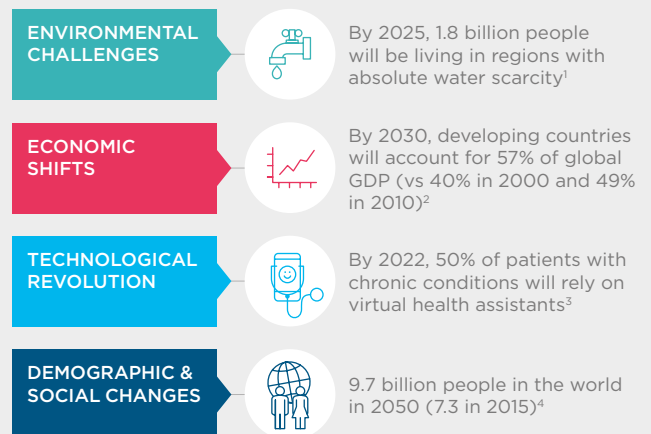 ENVIRONMENTAL
CHALLENGES
By 2025, 1.8 billion people
will be living in regions with
absolute water scarcity¹
ECONOMIC
SHIFTS
By 2030, developing countries
will account for 57% of global
GDP (vs 40% in 2000 and 49%
in 2010)²
TECHNOLOGICAL
REVOLUTION
By 2022, 50% of patients with
chronic conditions will rely on
virtual health assistants³
DEMOGRAPHIC &
SOCIAL CHANGES
9.7 billion people in the world
in 2050 (7.3 in 2015)⁴